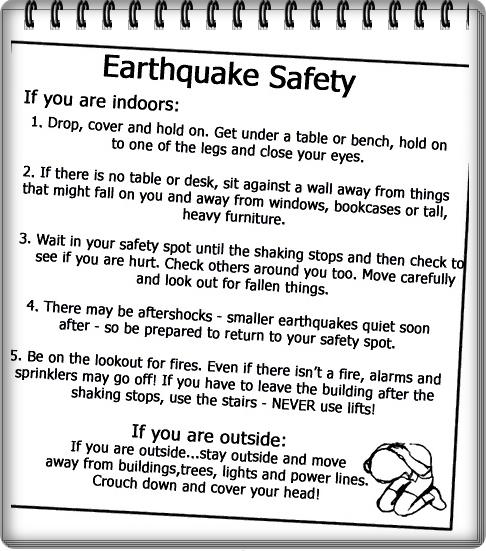 Earthquake Safety
If you are indoors:
1. Drop, cover and hold on. Get under a table or bench, hold on
to one of the legs and close your eyes.
2. If there is no table or desk, sit against a wall away from things
that might fall on you and away from windows, bookcases or tall,
heavy furniture.
3. Wait in your safety spot until the shaking stops and then check to
see if you are hurt. Check others around you too. Move carefully
and look out for fallen things.
4. There may be aftershocks - smaller earthquakes quiet soon
after - so be prepared to return to your safety spot.
5. Be on the lookout for fires. Even if there isn't a fire, alarms and
sprinklers may go off! If you have to leave the building after the
shaking stops, use the stairs - NEVER use lifts!
If you are outside:
If you are outside...stay outside and move
away from buildings,trees, lights and power lines.
Crouch down and cover your head!